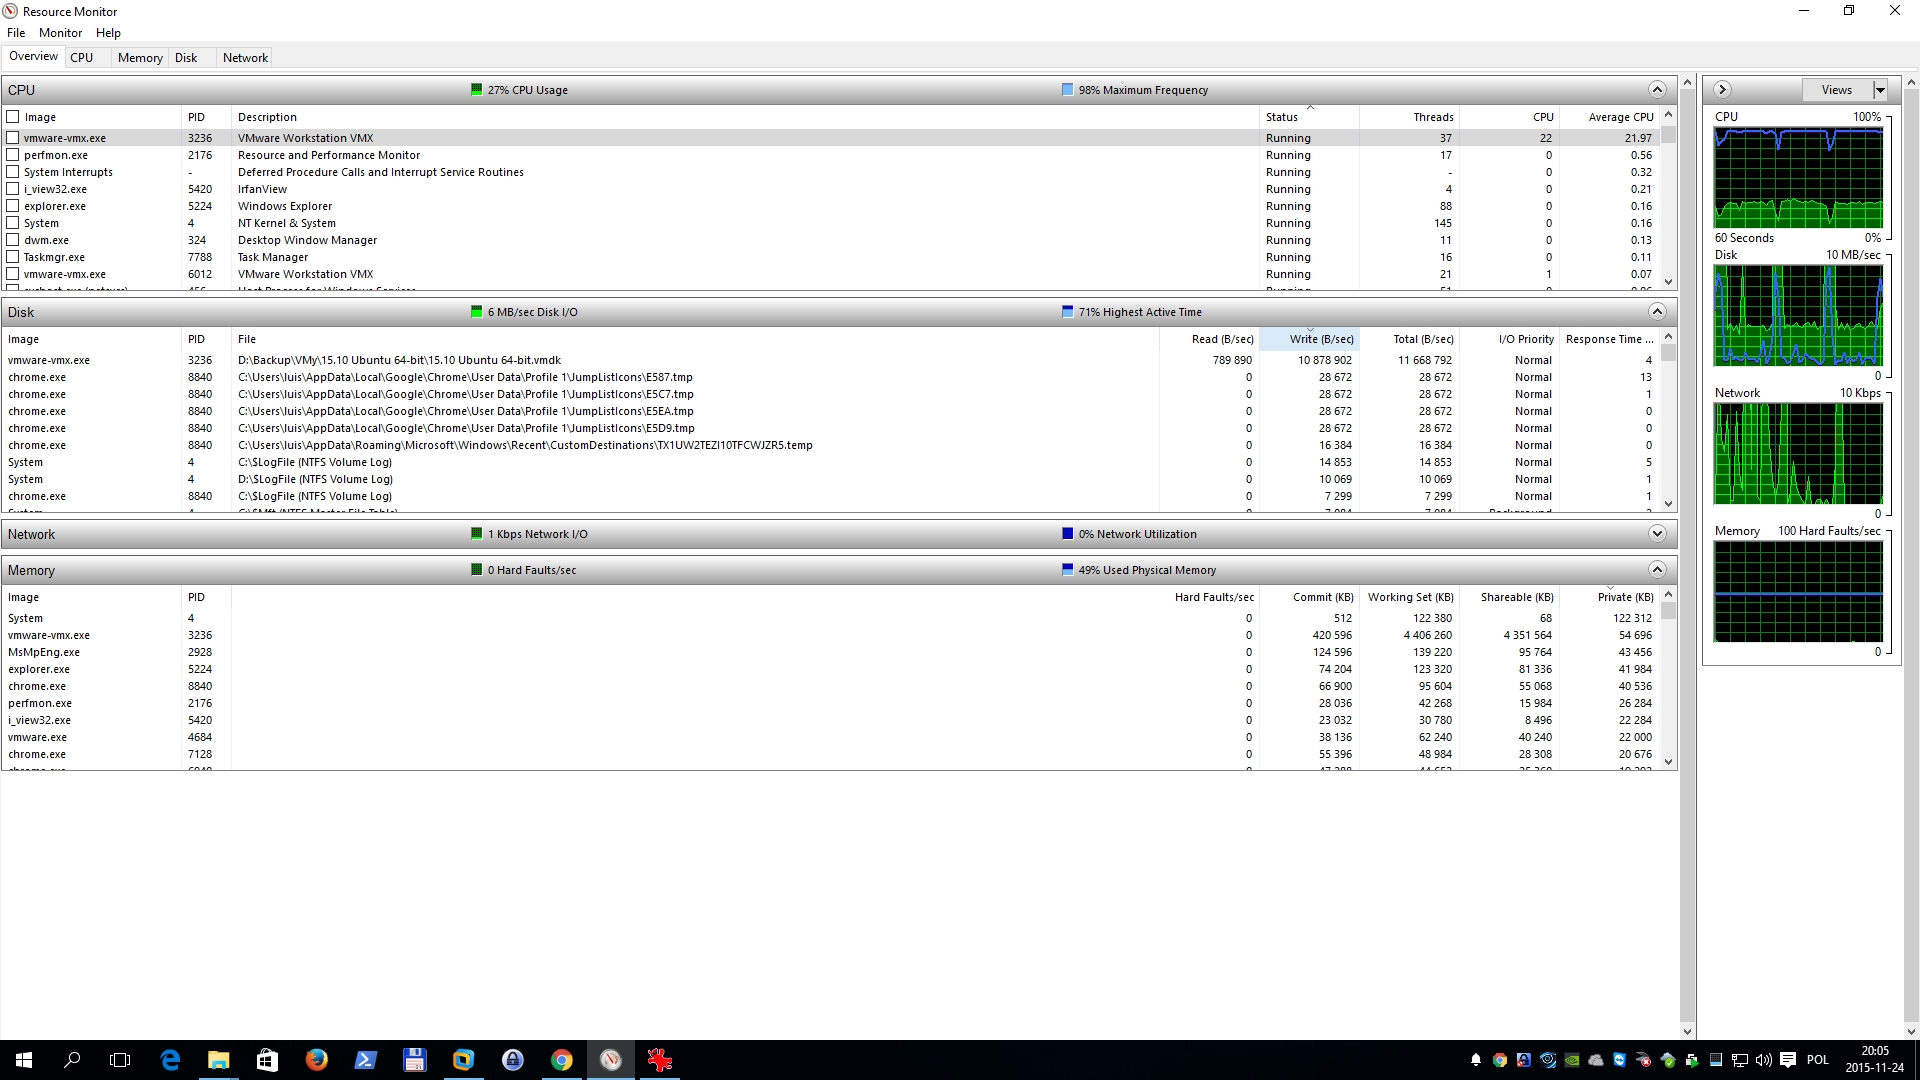 Resource Monitor
File Monitor Help
Overview CPU Memory Disk Network
CPU 27% CPU Usage 98% Maximum Frequency
Image PID Description Status Threads CPU Average CPU
vmware-vmx.exe 3236 VMware Workstation VMX Running 37 22 21.97
perfmon.exe 2176 Resource and Performance Monitor Running 17 0 0.56
System Interrupts - Deferred Procedure Calls and Interrupt Service Routines Running - 0 0.32
i_view32.exe 5420 IrfanView Running 4 0 0.21
explorer.exe 5224 Windows Explorer Running 88 0 0.16
System 4 NT Kernel & System Running 145 0 0.16
dwm.exe 324 Desktop Window Manager Running 11 0 0.13
Taskmgr.exe 7788 Task Manager Running 16 0 0.11
vmware-vmx.exe 6012 VMware Workstation VMX Running 21 1 0.07
Disk 6 MB/sec Disk I/O 71% Highest Active Time
Image PID File Read (B/sec) Write (B/sec) Total (B/sec) I/O Priority Response Time ...
vmware-vmx.exe 3236 D:\Backup\VMy\15.10 Ubuntu 64-bit\15.10 Ubuntu 64-bit.vmdk 789 890 10 878 902 11 668 792 Normal 4
chrome.exe 8840 C:\Users\luis\AppData\Local\Google\Chrome\User Data\Profile 1\JumpListIcons\E587.tmp 0 28 672 28 672 Normal 13
chrome.exe 8840 C:\Users\luis\AppData\Local\Google\Chrome\User Data\Profile 1\JumpListIcons\E5C7.tmp 0 28 672 28 672 Normal 1
chrome.exe 8840 C:\Users\luis\AppData\Local\Google\Chrome\User Data\Profile 1\JumpListIcons\E5EA.tmp 0 28 672 28 672 Normal 0
chrome.exe 8840 C:\Users\luis\AppData\Local\Google\Chrome\User Data\Profile 1\JumpListIcons\E5D9.tmp 0 28 672 28 672 Normal 0
chrome.exe 8840 C:\Users\luis\AppData\Roaming\Microsoft\Windows\Recent\CustomDestinations\TX1UW2TEZI10TFCWJZR5.temp 0 16 384 16 384 Normal 0
System 4 C:\$LogFile (NTFS Volume Log) 0 14 853 14 853 Normal 5
System 4 D:\$LogFile (NTFS Volume Log) 0 10 069 10 069 Normal 1
chrome.exe 8840 C:\$LogFile (NTFS Volume Log) 0 7 299 7 299 Normal 1
Network 1 Kbps Network I/O 0% Network Utilization
Memory 0 Hard Faults/sec 49% Used Physical Memory
Image PID Hard Faults/sec Commit (KB) Working Set (KB) Shareable (KB) Private (KB)
System 4 0 512 122 380 68 122 312
vmware-vmx.exe 3236 0 420 596 4 406 260 4 351 564 54 696
MsMpEng.exe 2928 0 124 596 139 220 95 764 43 456
explorer.exe 5224 0 74 204 123 320 81 336 41 984
chrome.exe 8840 0 66 900 95 604 55 068 40 536
perfmon.exe 2176 0 28 036 42 268 15 984 26 284
i_view32.exe 5420 0 23 032 30 780 8 496 22 284
vmware.exe 4684 0 38 136 62 240 40 240 22 000
chrome.exe 7128 0 55 396 48 984 28 308 20 676
Views
CPU 100%
60 Seconds 0%
Disk 10 MB/sec
0
Network 10 Kbps
0
Memory 100 Hard Faults/sec
0
POL
20:05
2015-11-24